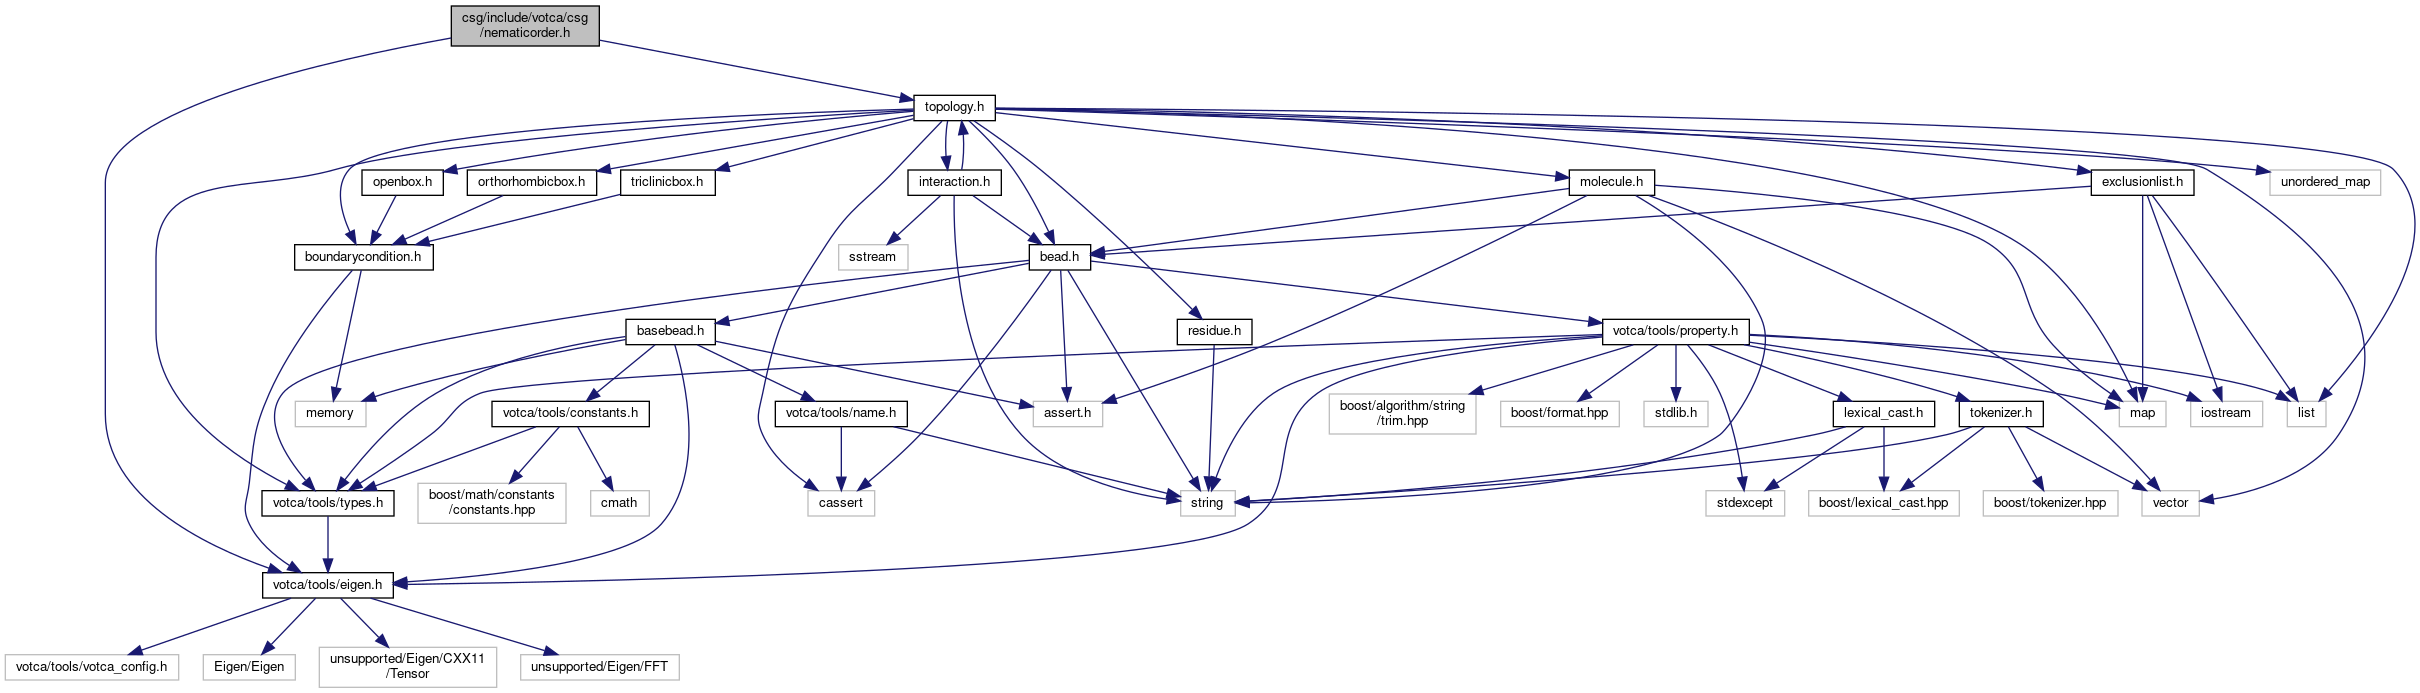 csg/include/votca/csg
/nematicorder.h
topology.h
openbox.h
orthorhombicbox.h
triclinicbox.h
interaction.h
molecule.h
exclusionlist.h
unordered_map
boundarycondition.h
sstream
bead.h
basebead.h
residue.h
votca/tools/property.h
memory
votca/tools/constants.h
votca/tools/name.h
assert.h
boost/algorithm/string
/trim.hpp
boost/format.hpp
stdlib.h
lexical_cast.h
tokenizer.h
map
iostream
list
votca/tools/types.h
boost/math/constants
/constants.hpp
cmath
cassert
string
stdexcept
boost/lexical_cast.hpp
boost/tokenizer.hpp
vector
votca/tools/eigen.h
votca/tools/votca_config.h
Eigen/Eigen
unsupported/Eigen/CXX11
/Tensor
unsupported/Eigen/FFT